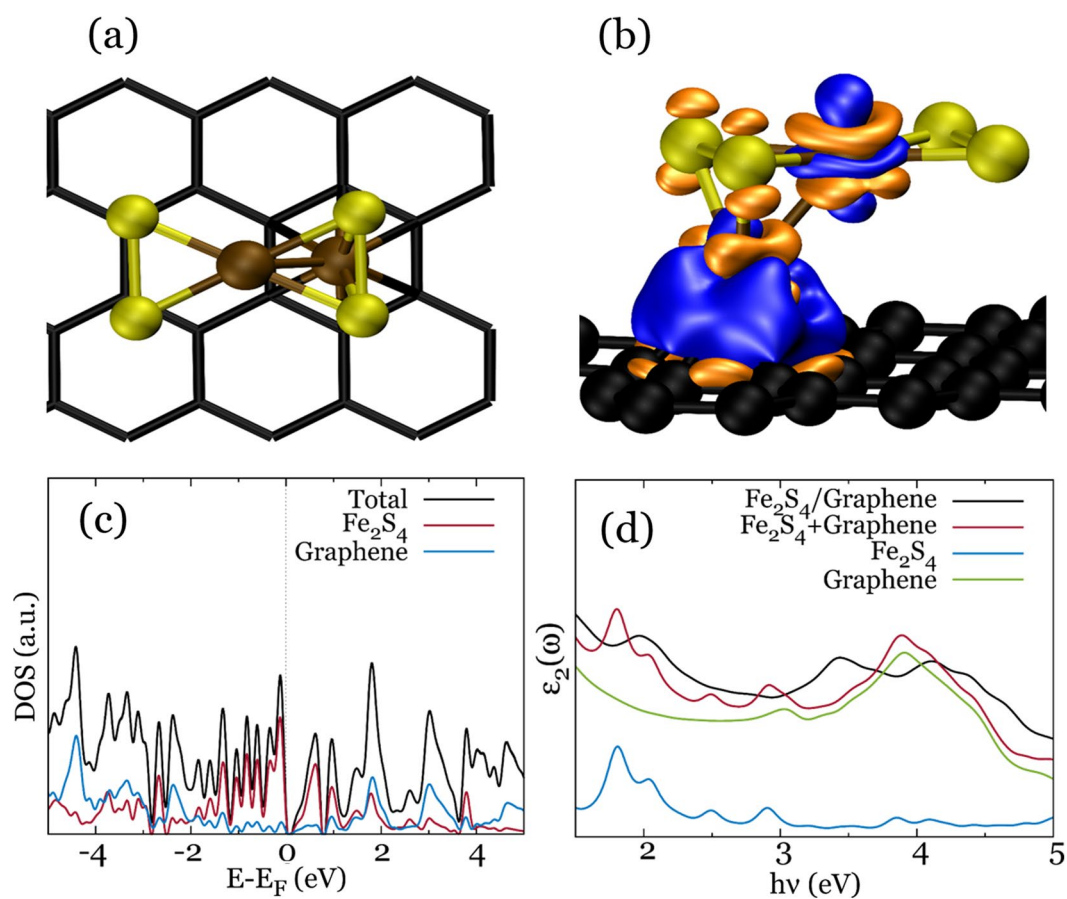 (a)
(b)
(c)
Total
Fe₂S₄
Graphene
DOS (a.u.)
-4
-2
0
2
4
E-E_F (eV)
(d)
Fe₂S₄/Graphene
Fe₂S₄+Graphene
Fe₂S₄
Graphene
ε₂(ω)
2
3
4
5
hν (eV)